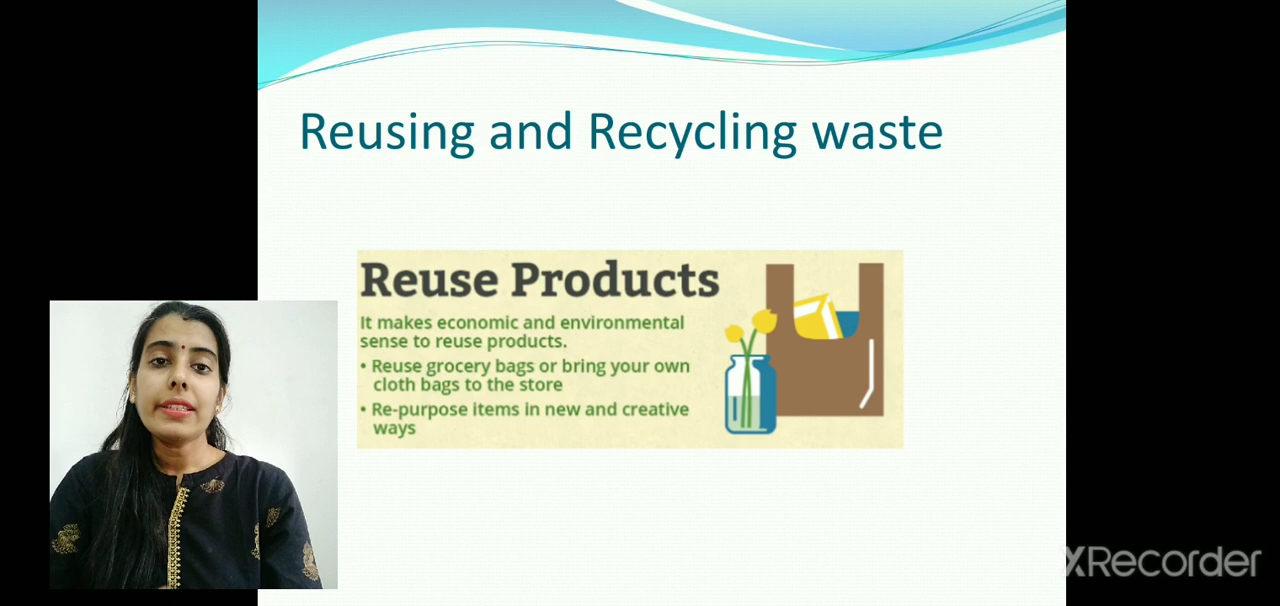 Reusing and Recycling waste
Reuse Products
It makes economic and environmental
sense to reuse products.
• Reuse grocery bags or bring your own
cloth bags to the store
• Re-purpose items in new and creative
ways
XRecorder